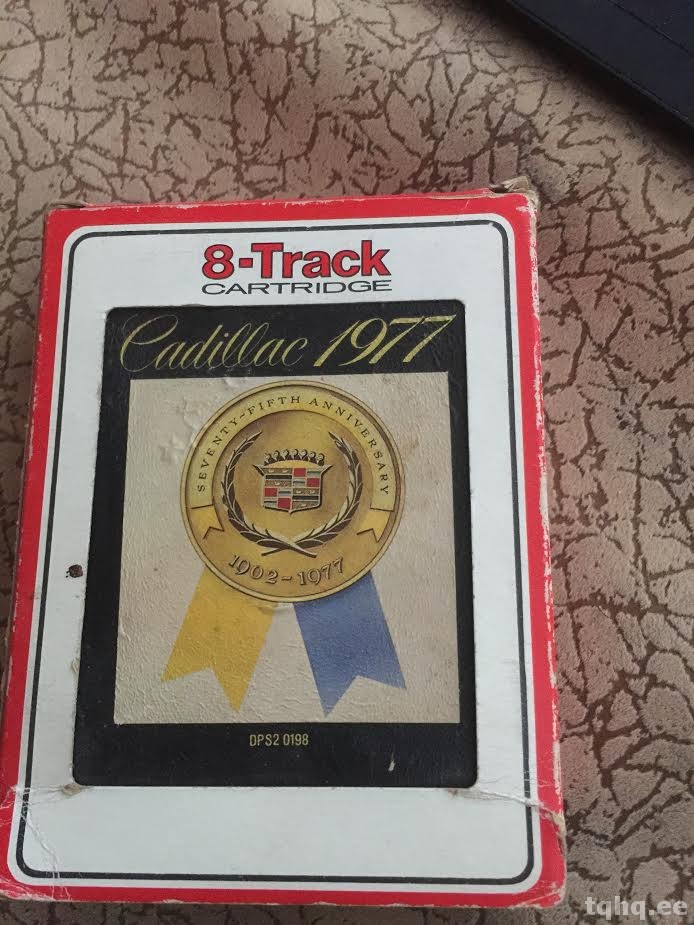 8-Track
CARTRIDGE
Cadillac 1977
SEVENTY-FIFTH ANNIVERSARY
1902-1977
DPS2 0198
tqhq.ee